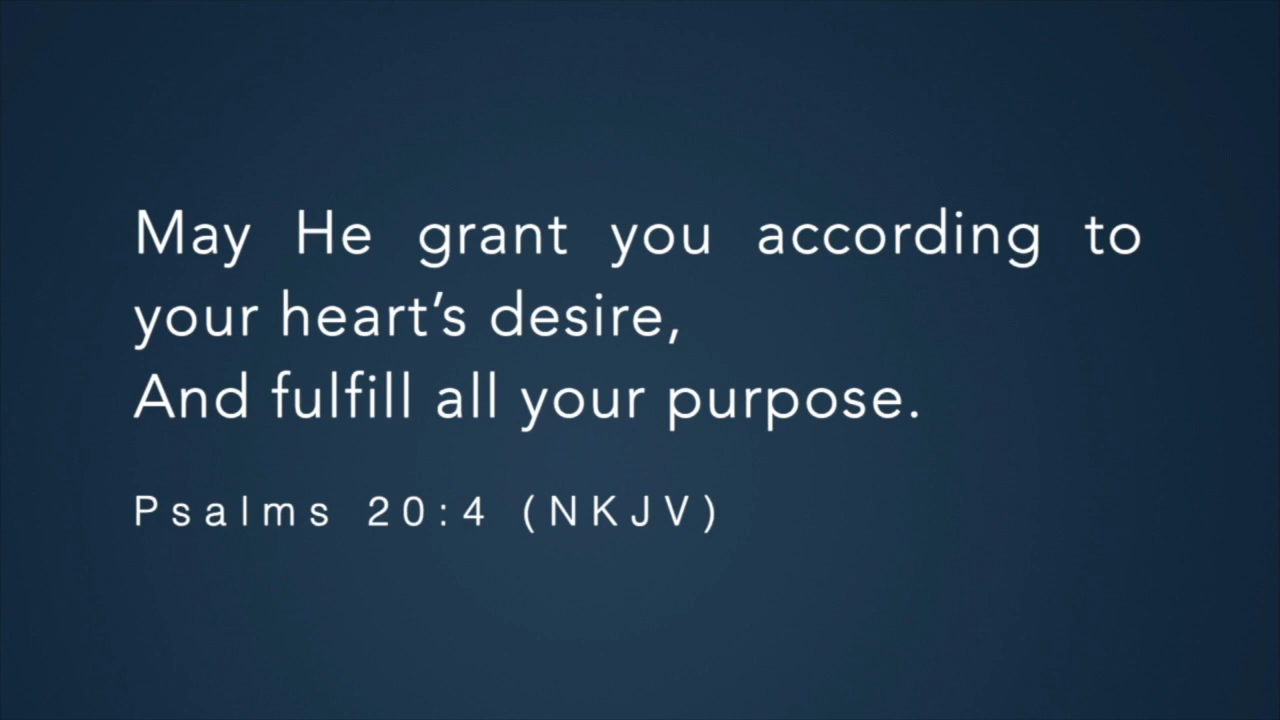 May He grant you according to
your heart’s desire,
And fulfill all your purpose.
Psalms 20:4 (NKJV)